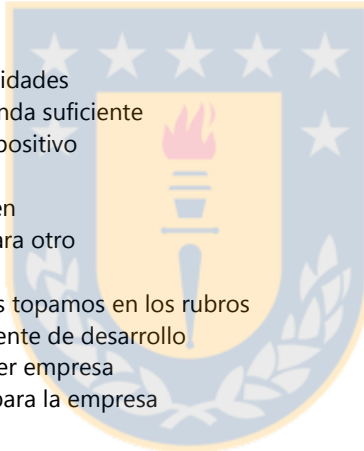 idades
nda suficiente
positivo
en
ara otro
s topamos en los rubros
ente de desarrollo
er empresa
para la empresa